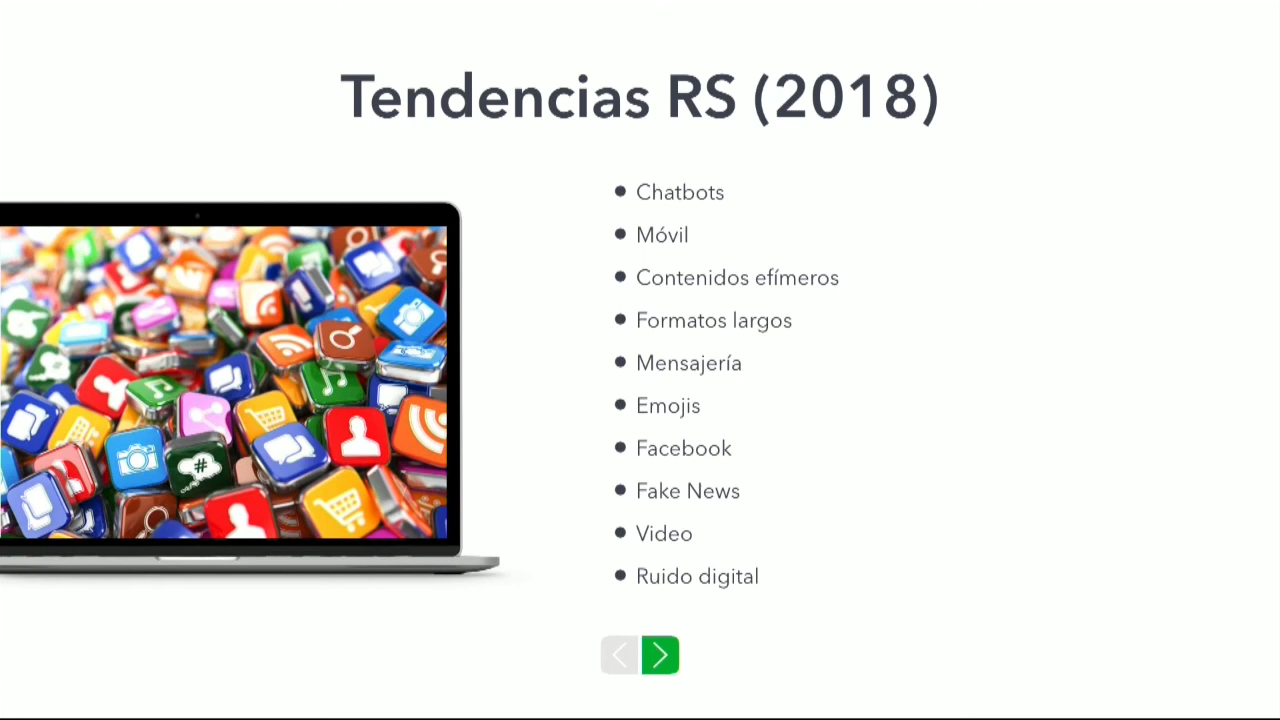 Tendencias RS (2018)
Chatbots
Móvil
Contenidos efímeros
Formatos largos
Mensajería
Emojis
Facebook
Fake News
Video
Ruido digital
#